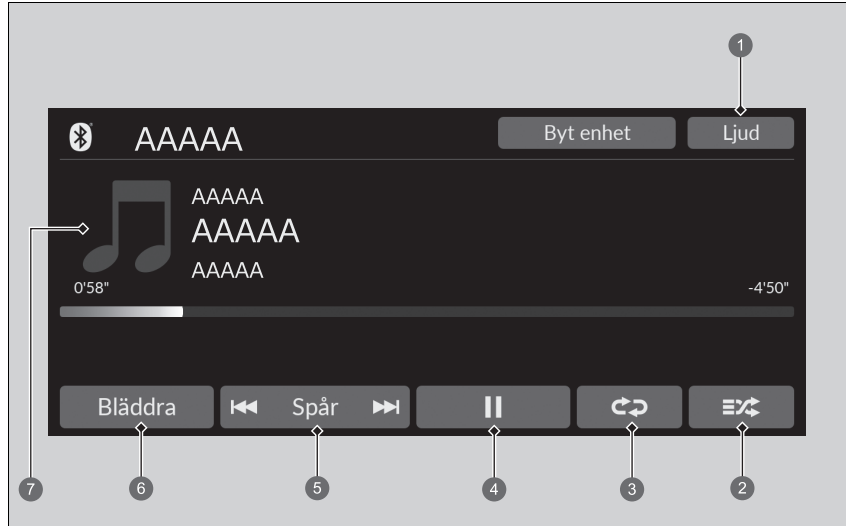 1
AAAAA
Byt enhet
Ljud
AAAAA
AAAAA
AAAAA
0'58"
-4'50"
Bläddra
Spår
7
6
5
4
3
2